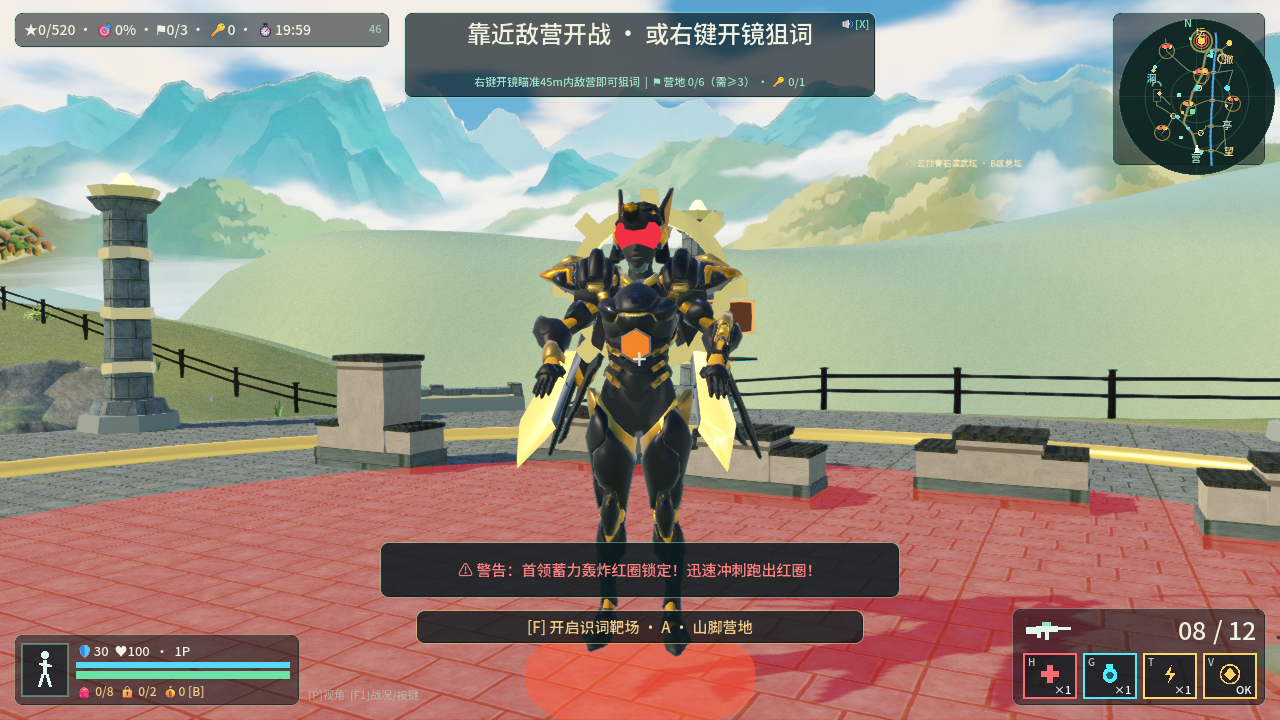 ★0/520 · 🎯 0% · ⚑0/3 · 🔑0 · ⏱ 19:59 46
靠近敌营开战 · 或右键开镜狙词
[X]
右键开镜瞄准45m内敌营即可狙词 | ⚑ 营地 0/6（需≥3） · 🔑 0/1
N
撤
湖
亭
望
营
⚠ 警告：首领蓄力轰炸红圈锁定！迅速冲刺跑出红圈！
[F] 开启识词靶场 · A · 山脚营地
30 ♥100 · 1P
0/8 0/2 0 [B]
[P]视角 [F1]战况/按键
08 / 12
H ×1
G ×1
T ×1
V OK